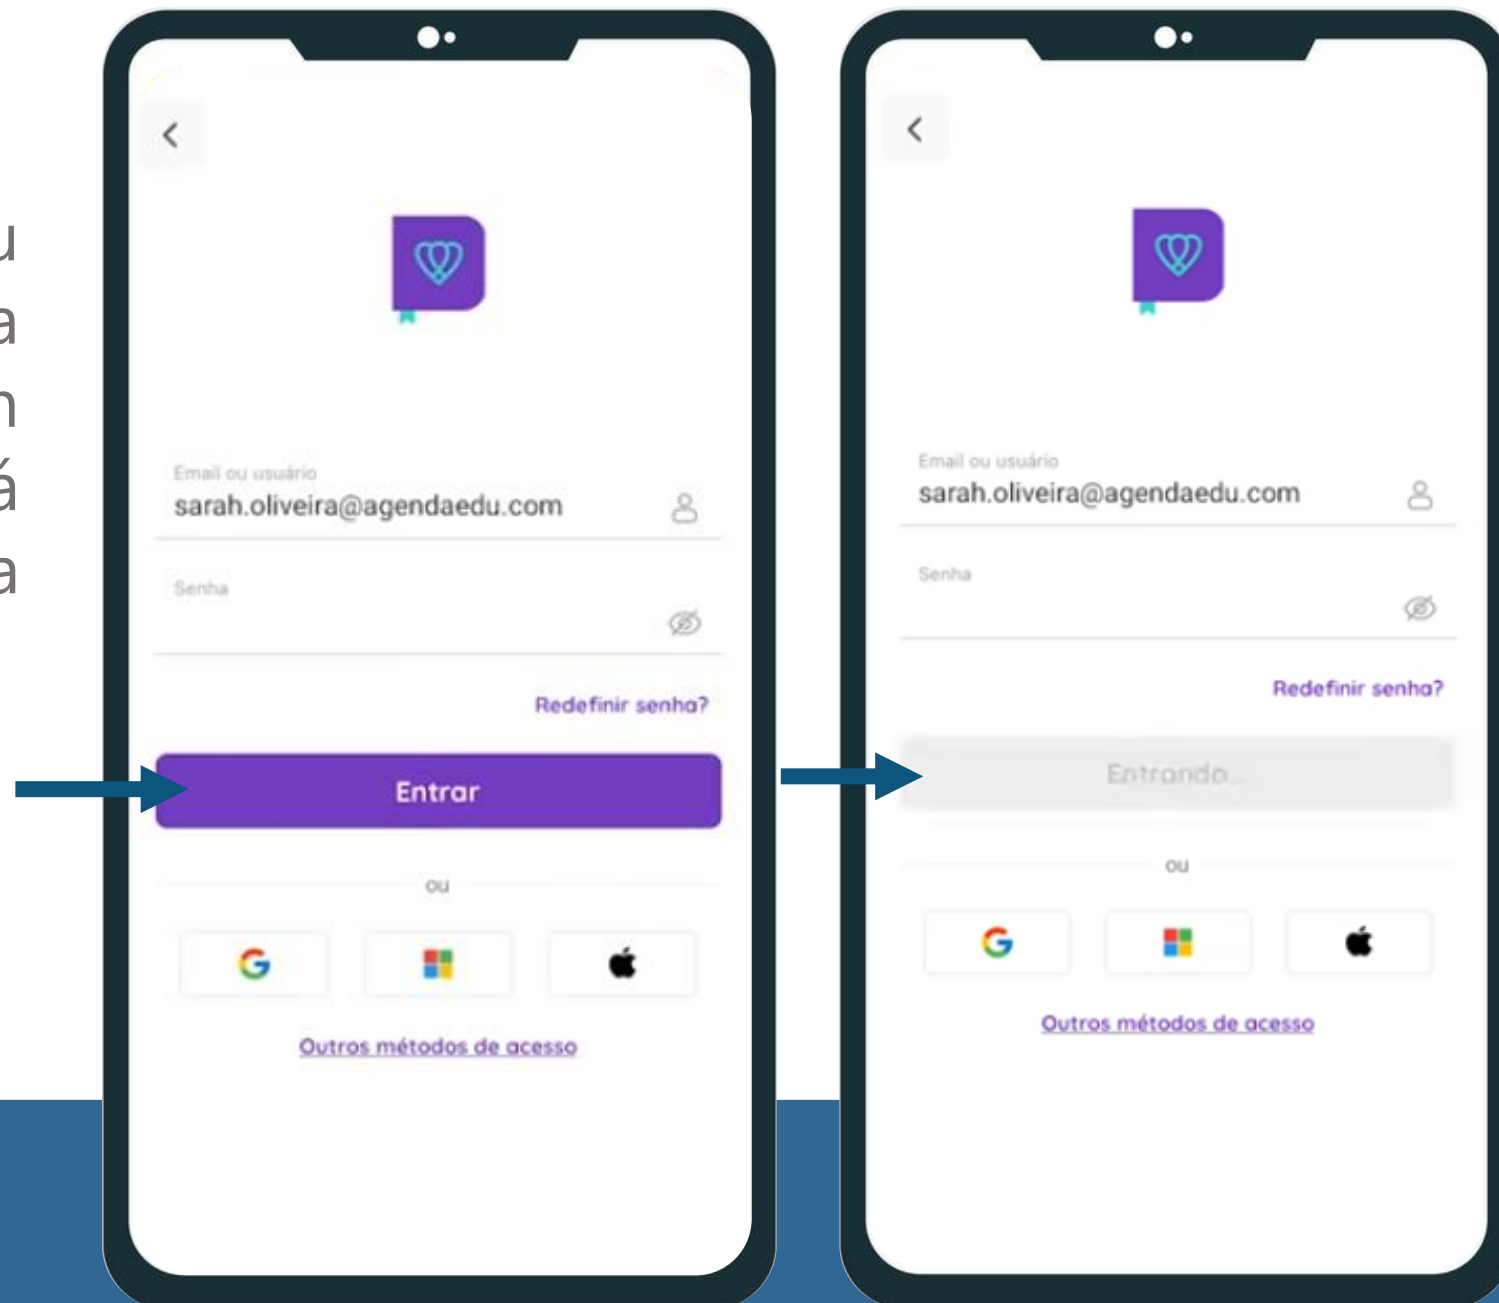 u
a
n
á
a
Email ou usuário
sarah.oliveira@agendaedu.com
Senha
Redefinir senha?
Entrar
ou
Outros métodos de acesso
Email ou usuário
sarah.oliveira@agendaedu.com
Senha
Redefinir senha?
Entrando...
ou
Outros métodos de acesso